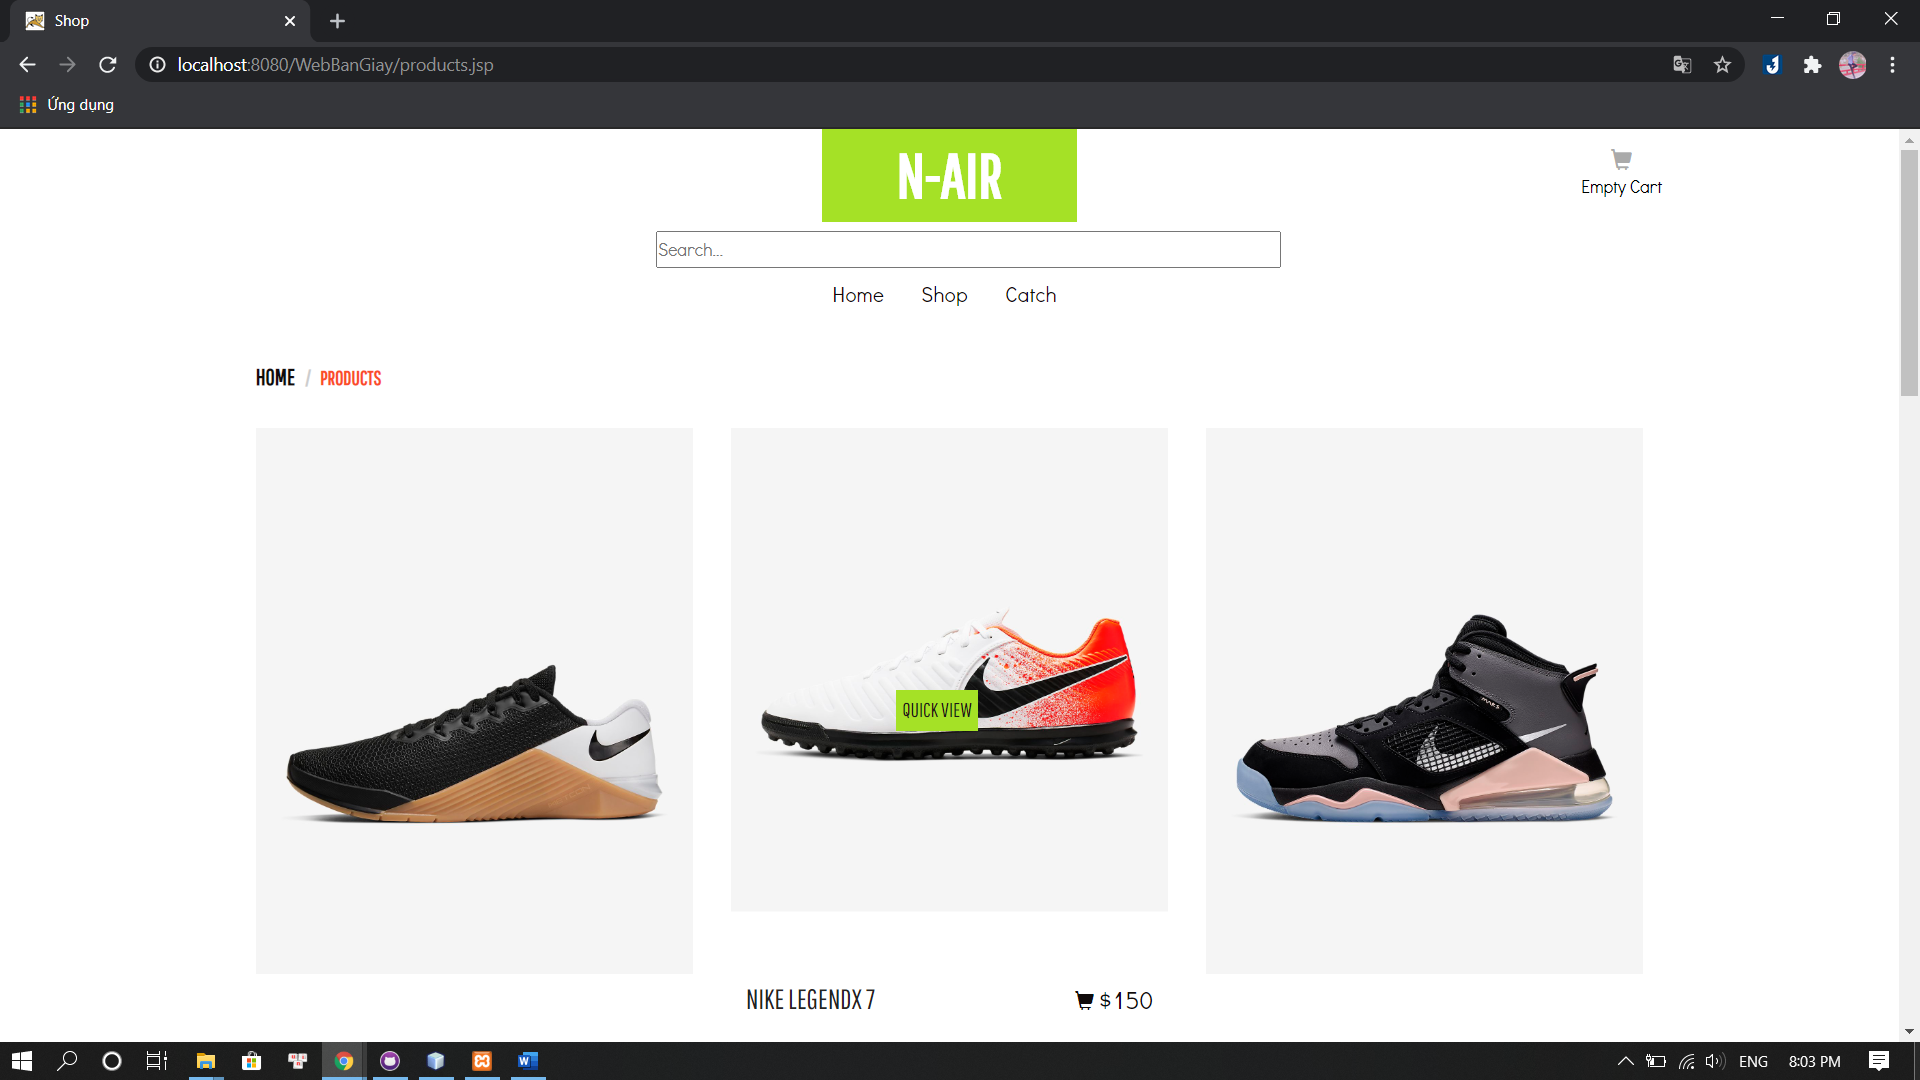 Shop
localhost:8080/WebBanGiay/products.jsp
Ứng dụng
N-AIR
Empty Cart
Search...
Home Shop Catch
HOME / PRODUCTS
QUICK VIEW
NIKE LEGENDX 7 $150
ENG 8:03 PM